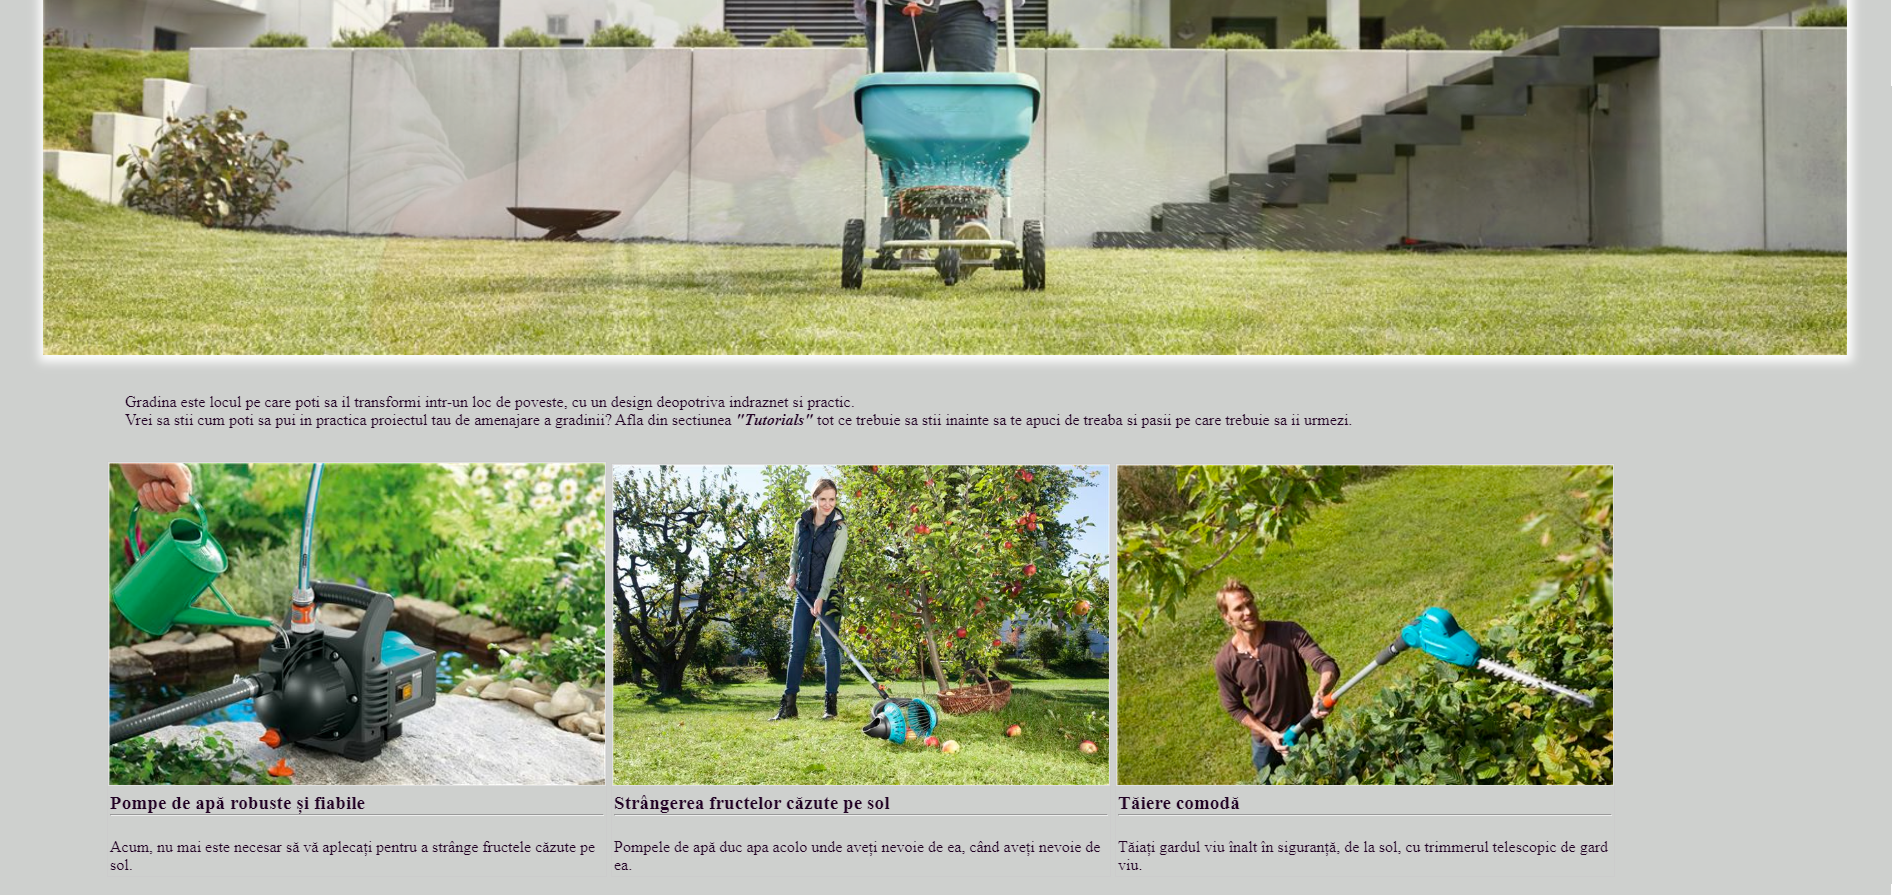 Gradina este locul pe care poti sa il transformi intr-un loc de poveste, cu un design deopotriva indraznet si practic.
Vrei sa stii cum poti sa pui in practica proiectul tau de amenajare a gradinii? Afla din sectiunea "Tutorials" tot ce trebuie sa stii inainte sa te apuci de treaba si pasii pe care trebuie sa ii urmezi.
Pompe de apă robuste și fiabile
Acum, nu mai este necesar să vă aplecați pentru a strânge fructele căzute pe
sol.
Strângerea fructelor căzute pe sol
Pompele de apă duc apa acolo unde aveți nevoie de ea, când aveți nevoie de
ea.
Tăiere comodă
Tăiați gardul viu înalt în siguranță, de la sol, cu trimmerul telescopic de gard
viu.